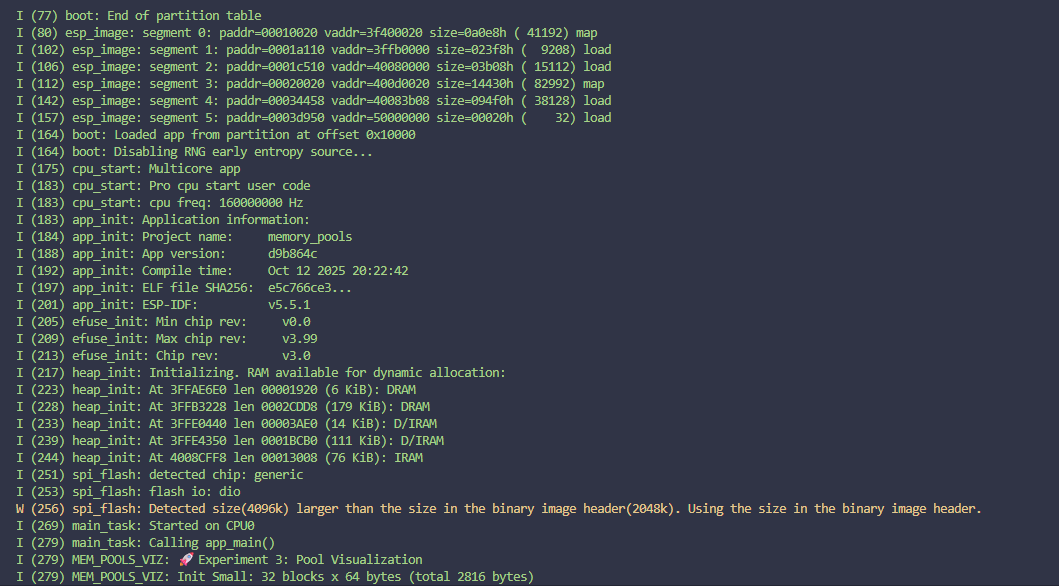 I (77) boot: End of partition table
I (80) esp_image: segment 0: paddr=00010020 vaddr=3f400020 size=0a0e8h ( 41192) map
I (102) esp_image: segment 1: paddr=0001a110 vaddr=3ffb0000 size=023f8h (  9208) load
I (106) esp_image: segment 2: paddr=0001c510 vaddr=40080000 size=03b08h ( 15112) load
I (112) esp_image: segment 3: paddr=00020020 vaddr=400d0020 size=14430h ( 82992) map
I (142) esp_image: segment 4: paddr=00034458 vaddr=40083b08 size=094f0h ( 38128) load
I (157) esp_image: segment 5: paddr=0003d950 vaddr=50000000 size=00020h (    32) load
I (164) boot: Loaded app from partition at offset 0x10000
I (164) boot: Disabling RNG early entropy source...
I (175) cpu_start: Multicore app
I (183) cpu_start: Pro cpu start user code
I (183) cpu_start: cpu freq: 160000000 Hz
I (183) app_init: Application information:
I (184) app_init: Project name:     memory_pools
I (188) app_init: App version:      d9b864c
I (192) app_init: Compile time:     Oct 12 2025 20:22:42
I (197) app_init: ELF file SHA256:  e5c766ce3...
I (201) app_init: ESP-IDF:          v5.5.1
I (205) efuse_init: Min chip rev:     v0.0
I (209) efuse_init: Max chip rev:     v3.99
I (213) efuse_init: Chip rev:         v3.0
I (217) heap_init: Initializing. RAM available for dynamic allocation:
I (223) heap_init: At 3FFAE6E0 len 00001920 (6 KiB): DRAM
I (228) heap_init: At 3FFB3228 len 0002CDD8 (179 KiB): DRAM
I (233) heap_init: At 3FFE0440 len 00003AE0 (14 KiB): D/IRAM
I (239) heap_init: At 3FFE4350 len 0001BCB0 (111 KiB): D/IRAM
I (244) heap_init: At 4008CFF8 len 00013008 (76 KiB): IRAM
I (251) spi_flash: detected chip: generic
I (253) spi_flash: flash io: dio
W (256) spi_flash: Detected size(4096k) larger than the size in the binary image header(2048k). Using the size in the binary image header.
I (269) main_task: Started on CPU0
I (279) main_task: Calling app_main()
I (279) MEM_POOLS_VIZ: 🚀 Experiment 3: Pool Visualization
I (279) MEM_POOLS_VIZ: Init Small: 32 blocks x 64 bytes (total 2816 bytes)